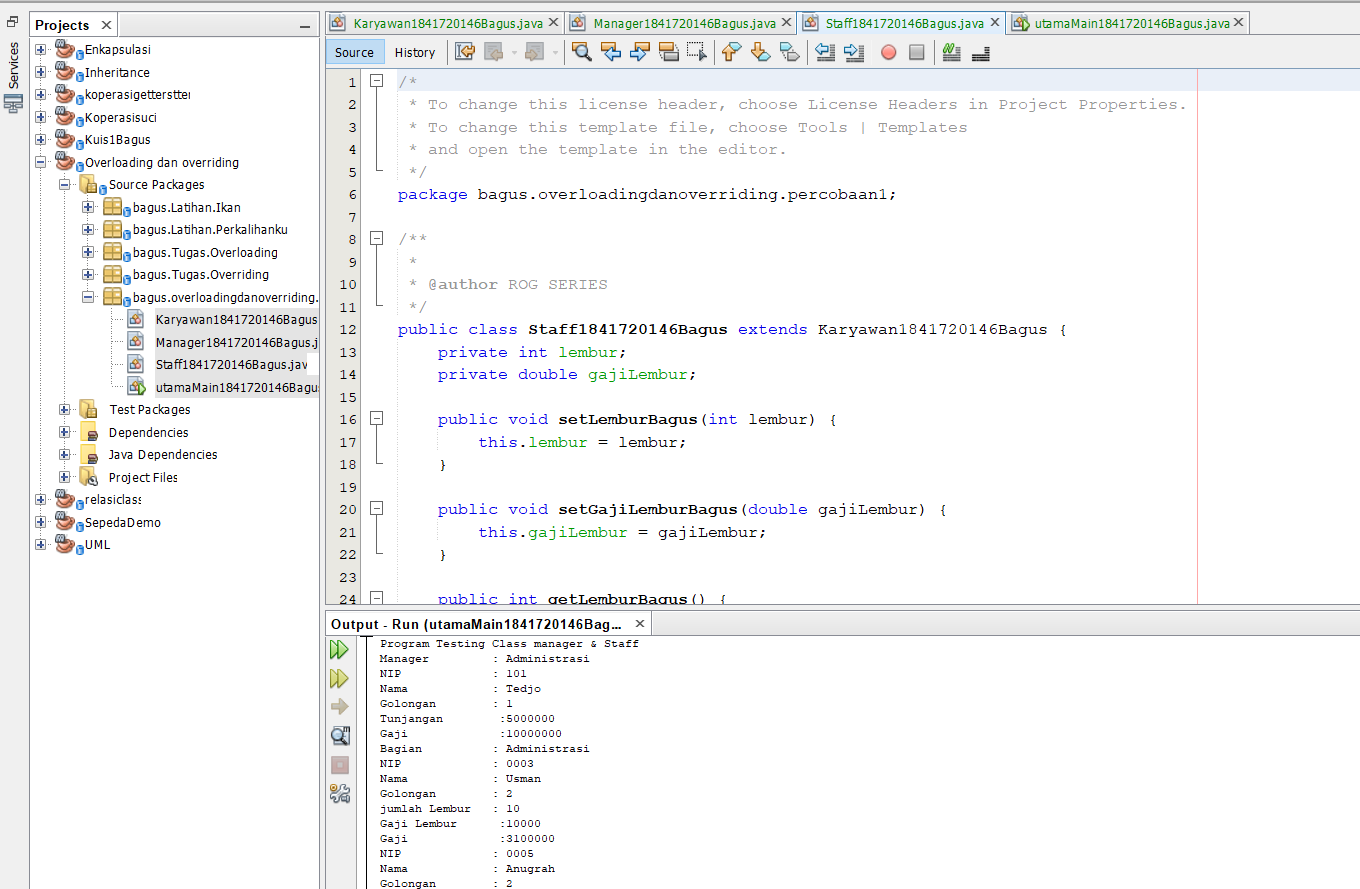 Services
Projects
Enkapsulasi
Inheritance
koperasigetterstter
Koperasisuci
Kuis1Bagus
Overloading dan overriding
Source Packages
bagus.Latihan.Ikan
bagus.Latihan.Perkalihanku
bagus.Tugas.Overloading
bagus.Tugas.Overriding
bagus.overloadingdanoverriding.
Karyawan1841720146Bagus
Manager1841720146Bagus.j
Staff1841720146Bagus.jav
utamaMain1841720146Bagus
Test Packages
Dependencies
Java Dependencies
Project Files
relasiclass
SepedaDemo
UML
Karyawan1841720146Bagus.java
Manager1841720146Bagus.java
Staff1841720146Bagus.java
utamaMain1841720146Bagus.java
Source History
1 /*
2 * To change this license header, choose License Headers in Project Properties.
3 * To change this template file, choose Tools | Templates
4 * and open the template in the editor.
5 */
6 package bagus.overloadingdanoverriding.percobaan1;
7
8 /**
9 *
10 * @author ROG SERIES
11 */
12 public class Staff1841720146Bagus extends Karyawan1841720146Bagus {
13 private int lembur;
14 private double gajiLembur;
15
16 public void setLemburBagus(int lembur) {
17 this.lembur = lembur;
18 }
19
20 public void setGajiLemburBagus(double gajiLembur) {
21 this.gajiLembur = gajiLembur;
22 }
23
24 public int getLemburBagus() {
Output - Run (utamaMain1841720146Bag...
Program Testing Class manager & Staff
Manager : Administrasi
NIP : 101
Nama : Tedjo
Golongan : 1
Tunjangan :5000000
Gaji :10000000
Bagian : Administrasi
NIP : 0003
Nama : Usman
Golongan : 2
jumlah Lembur : 10
Gaji Lembur :10000
Gaji :3100000
NIP : 0005
Nama : Anugrah
Golongan : 2